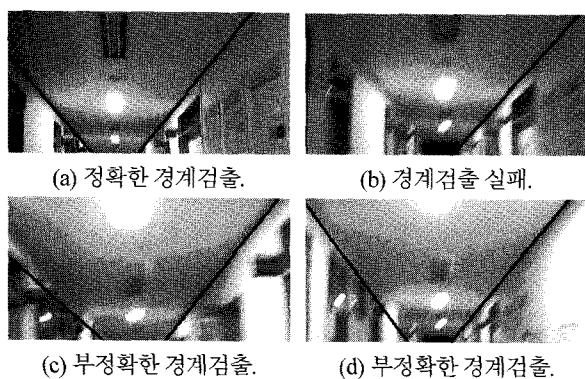 (a) 정확한 경계검출.
(b) 경계검출 실패.
(c) 부정확한 경계검출.
(d) 부정확한 경계검출.